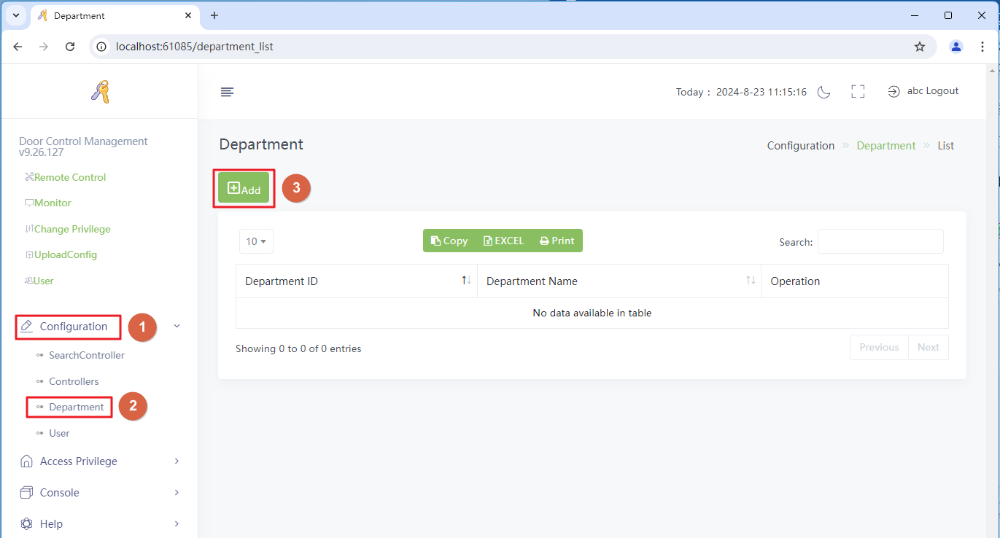 Department
localhost:61085/department_list
Today : 2024-8-23 11:15:16
abc Logout
Door Control Management
v9.26.127
Remote Control
Monitor
Change Privilege
UploadConfig
User
Configuration 1
SearchController
Controllers
Department 2
User
Access Privilege
Console
Help
Department
Configuration » Department » List
Add 3
10
Copy EXCEL Print
Search:
Department ID Department Name Operation
No data available in table
Showing 0 to 0 of 0 entries
Previous Next